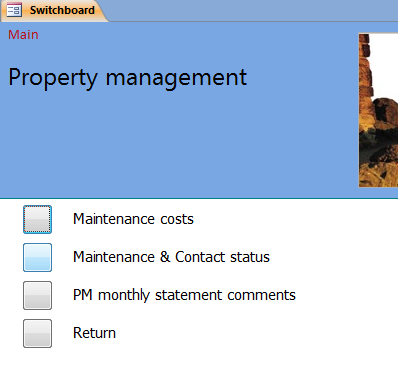 Switchboard
Main
Property management
Maintenance costs
Maintenance & Contact status
PM monthly statement comments
Return